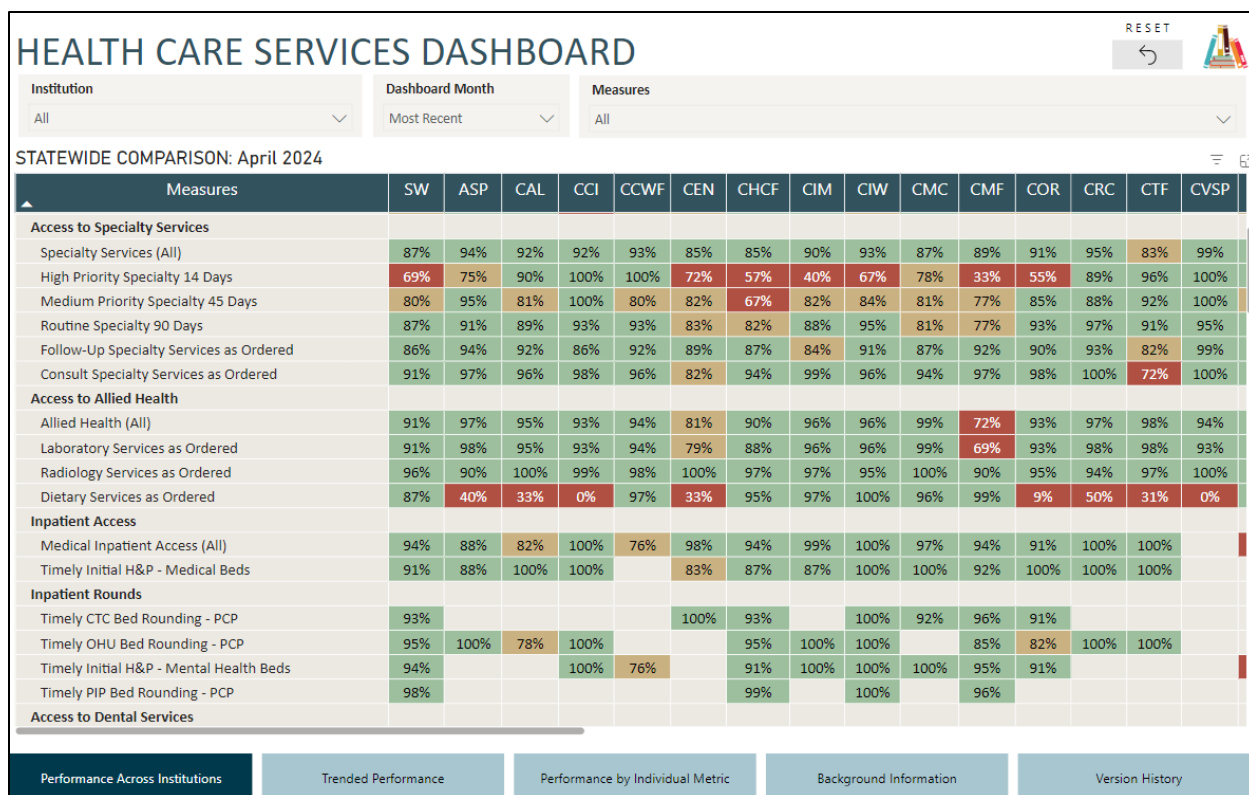 RESET
HEALTH CARE SERVICES DASHBOARD
Institution Dashboard Month Measures
All Most Recent All
STATEWIDE COMPARISON: April 2024
Measures SW ASP CAL CCI CCWF CEN CHCF CIM CIW CMC CMF COR CRC CTF CVSP
Access to Specialty Services
Specialty Services (All) 87% 94% 92% 92% 93% 85% 85% 90% 93% 87% 89% 91% 95% 83% 99%
High Priority Specialty 14 Days 69% 75% 90% 100% 100% 72% 57% 40% 67% 78% 33% 55% 89% 96% 100%
Medium Priority Specialty 45 Days 80% 95% 81% 100% 80% 82% 67% 82% 84% 81% 77% 85% 88% 92% 100%
Routine Specialty 90 Days 87% 91% 89% 93% 93% 83% 82% 88% 95% 81% 77% 93% 97% 91% 95%
Follow-Up Specialty Services as Ordered 86% 94% 92% 86% 92% 89% 87% 84% 91% 87% 92% 90% 93% 82% 99%
Consult Specialty Services as Ordered 91% 97% 96% 98% 96% 82% 94% 99% 96% 94% 97% 98% 100% 72% 100%
Access to Allied Health
Allied Health (All) 91% 97% 95% 93% 94% 81% 90% 96% 96% 99% 72% 93% 97% 98% 94%
Laboratory Services as Ordered 91% 98% 95% 93% 94% 79% 88% 96% 96% 99% 69% 93% 98% 98% 93%
Radiology Services as Ordered 96% 90% 100% 99% 98% 100% 97% 97% 95% 100% 90% 95% 94% 97% 100%
Dietary Services as Ordered 87% 40% 33% 0% 97% 33% 95% 97% 100% 96% 99% 9% 50% 31% 0%
Inpatient Access
Medical Inpatient Access (All) 94% 88% 82% 100% 76% 98% 94% 99% 100% 97% 94% 91% 100% 100%
Timely Initial H&P - Medical Beds 91% 88% 100% 100% 83% 87% 87% 100% 100% 92% 100% 100% 100%
Inpatient Rounds
Timely CTC Bed Rounding - PCP 93% 100% 93% 100% 92% 96% 91%
Timely OHU Bed Rounding - PCP 95% 100% 78% 100% 95% 100% 100% 85% 82% 100% 100%
Timely Initial H&P - Mental Health Beds 94% 100% 76% 91% 100% 100% 100% 95% 91%
Timely PIP Bed Rounding - PCP 98% 99% 100% 96%
Access to Dental Services
Performance Across Institutions Trended Performance Performance by Individual Metric Background Information Version History